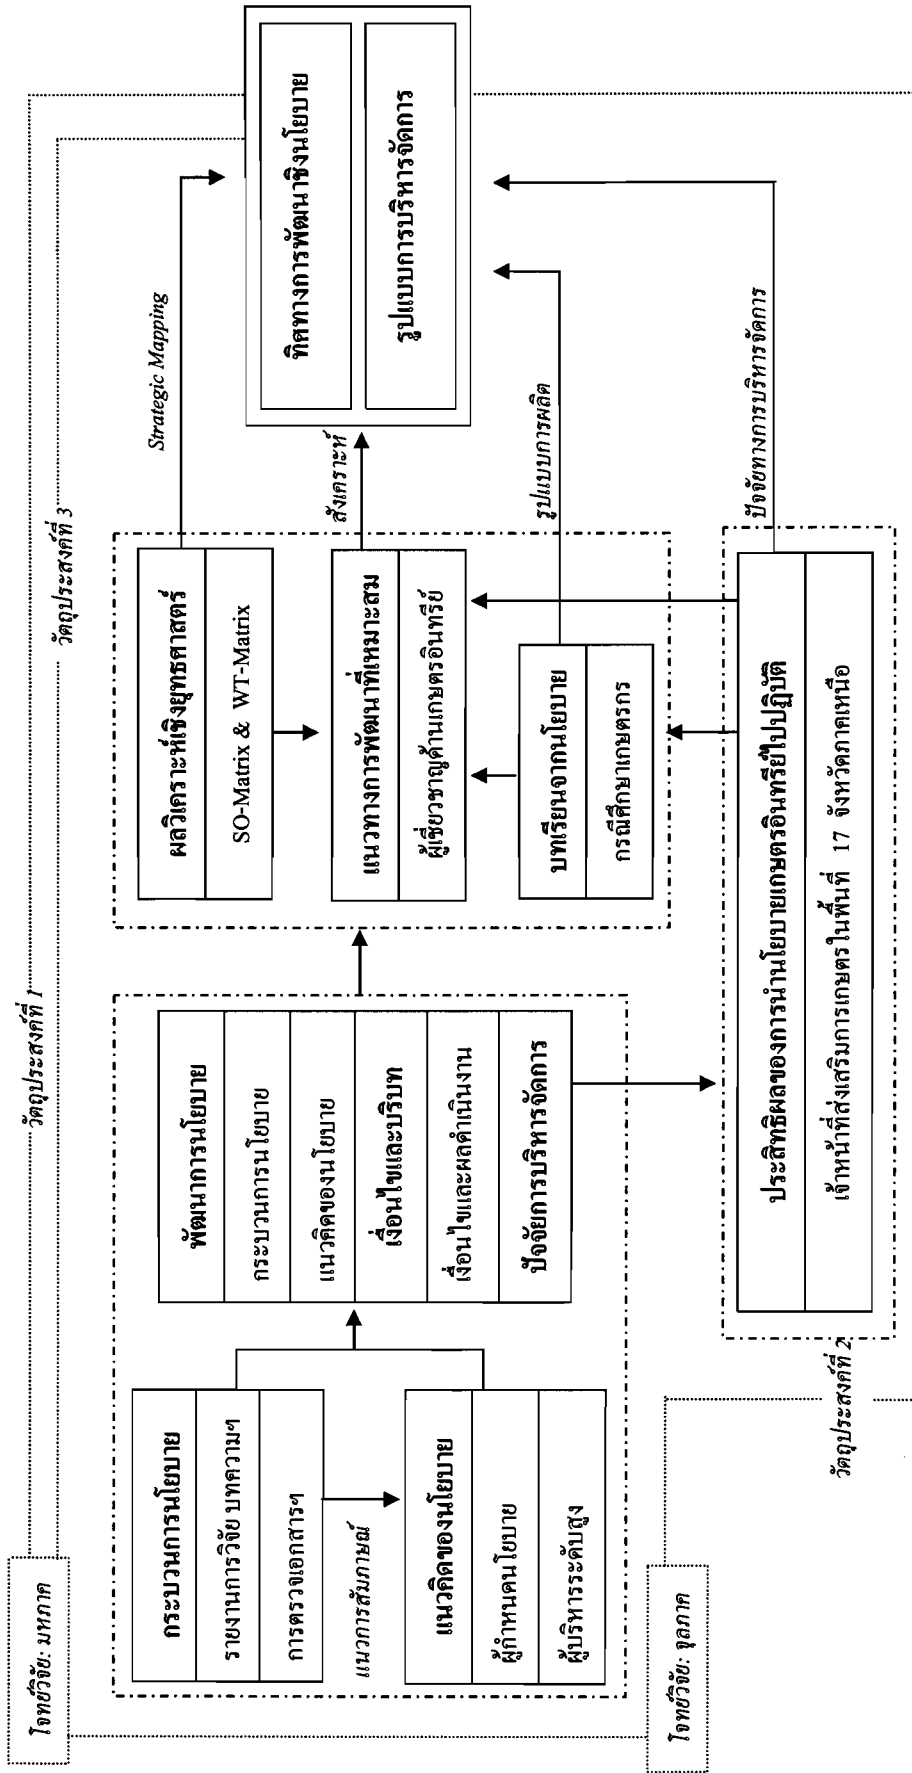 โจทย์วิจัย: มหภาค
วัตถุประสงค์ที่ 1
วัตถุประสงค์ที่ 3
กระบวนการนโยบาย
รายงานการวิจัย บทความฯ
การตรวจเอกสารฯ
แนวการสัมภาษณ์
แนวคิดของนโยบาย
ผู้กำหนดนโยบาย
ผู้บริหารระดับสูง
พัฒนาการนโยบาย
กระบวนการนโยบาย
แนวคิดของนโยบาย
เงื่อนไขและบริบท
เงื่อนไขและผลดำเนินงาน
ปัจจัยการบริหารจัดการ
ผลวิเคราะห์เชิงยุทธศาสตร์
SO-Matrix & WT-Matrix
แนวทางการพัฒนาที่เหมาะสม
ผู้เชี่ยวชาญด้านเกษตรอินทรีย์
บทเรียนจากนโยบาย
กรณีศึกษาเกษตรกร
Strategic Mapping
สังเคราะห์
รูปแบบการผลิต
ปัจจัยทางการบริหารจัดการ
ทิศทางการพัฒนาเชิงนโยบาย
รูปแบบการบริหารจัดการ
โจทย์วิจัย: จุลภาค
วัตถุประสงค์ที่ 2
ประสิทธิผลของการนำนโยบายเกษตรอินทรีย์ไปปฏิบัติ
เจ้าหน้าที่ส่งเสริมการเกษตรในพื้นที่ 17 จังหวัดภาคเหนือ